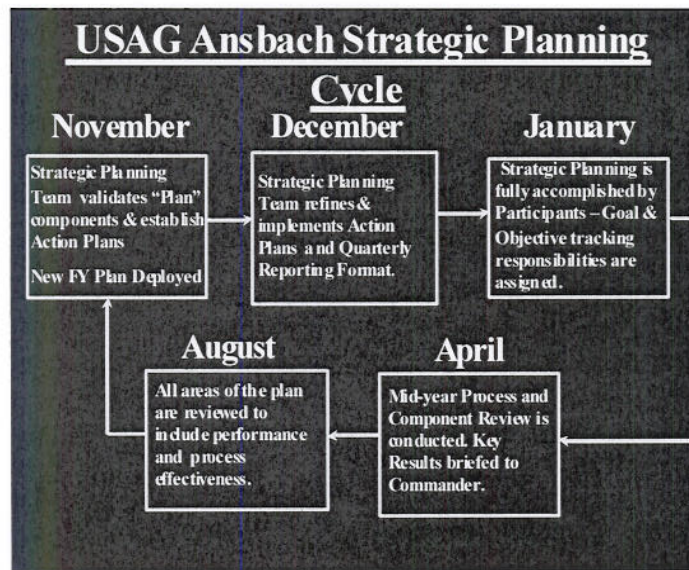 USAG Ansbach Strategic Planning
Cycle
November
Strategic Planning
Team validates “Plan”
components & establish
Action Plans
New FY Plan Deployed
December
Strategic Planning
Team refines &
implements Action
Plans and Quarterly
Reporting Format.
January
Strategic Planning is
fully accomplished by
Participants – Goal &
Objective tracking
responsibilities are
assigned.
April
Mid-year Process and
Component Review is
conducted. Key
Results briefed to
Commander.
August
All areas of the plan
are reviewed to
include performance
and process
effectiveness.